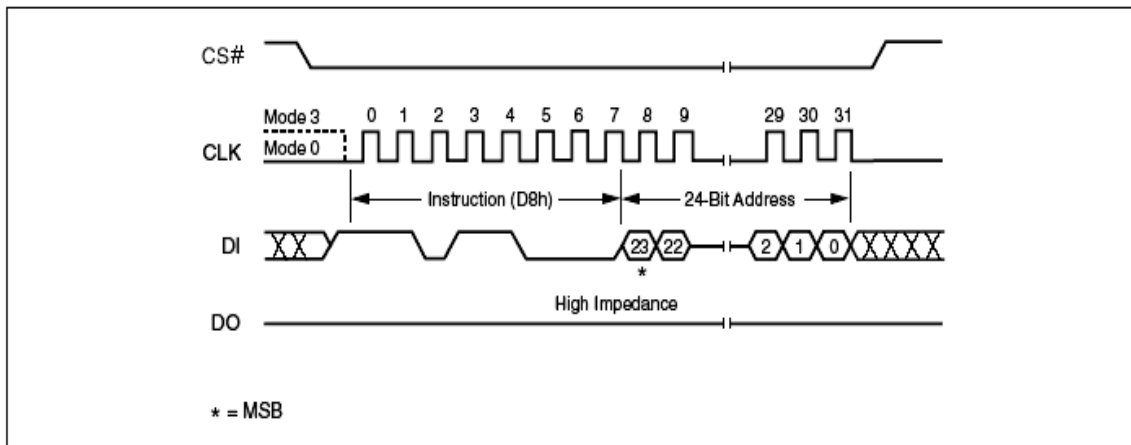 CS#
Mode 3
0 1 2 3 4 5 6 7 8 9 29 30 31
CLK
Mode 0
Instruction (D8h)
24-Bit Address
DI
23 22 2 1 0
*
High Impedance
DO
* = MSB